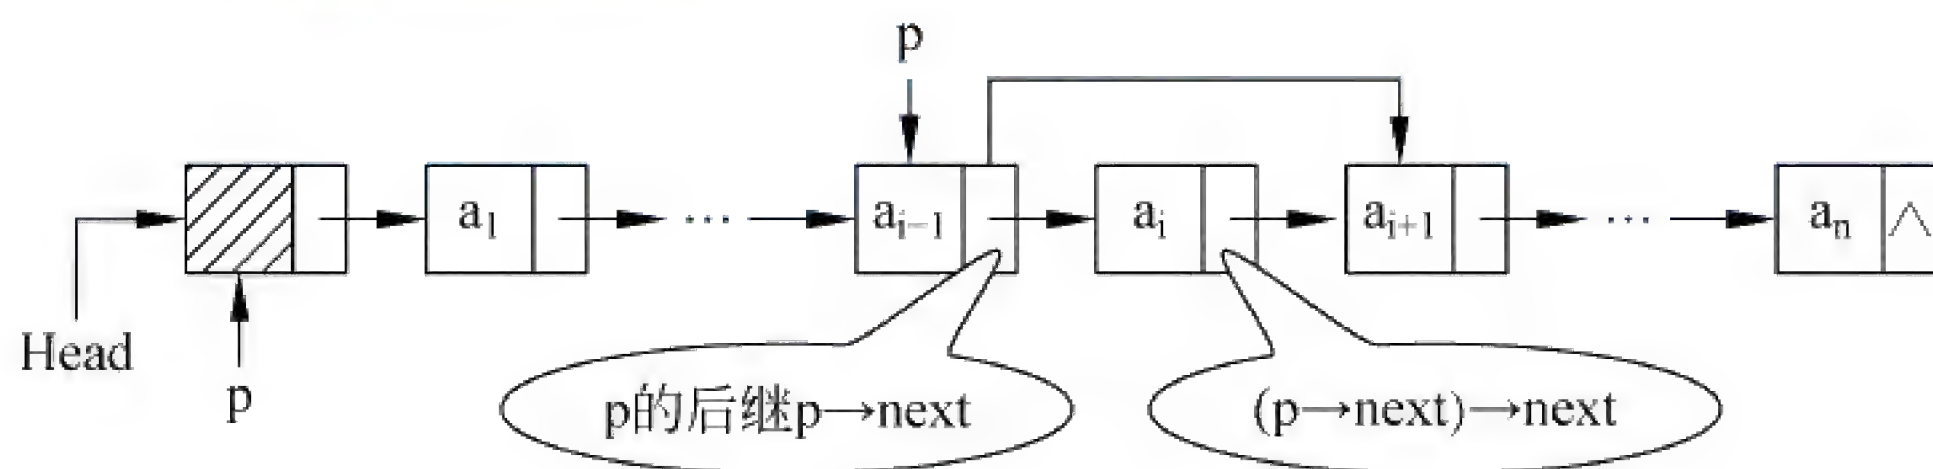 p
a₁ … aᵢ₋₁ aᵢ aᵢ₊₁ … aₙ ∧
Head
p
p的后继p→next
(p→next)→next